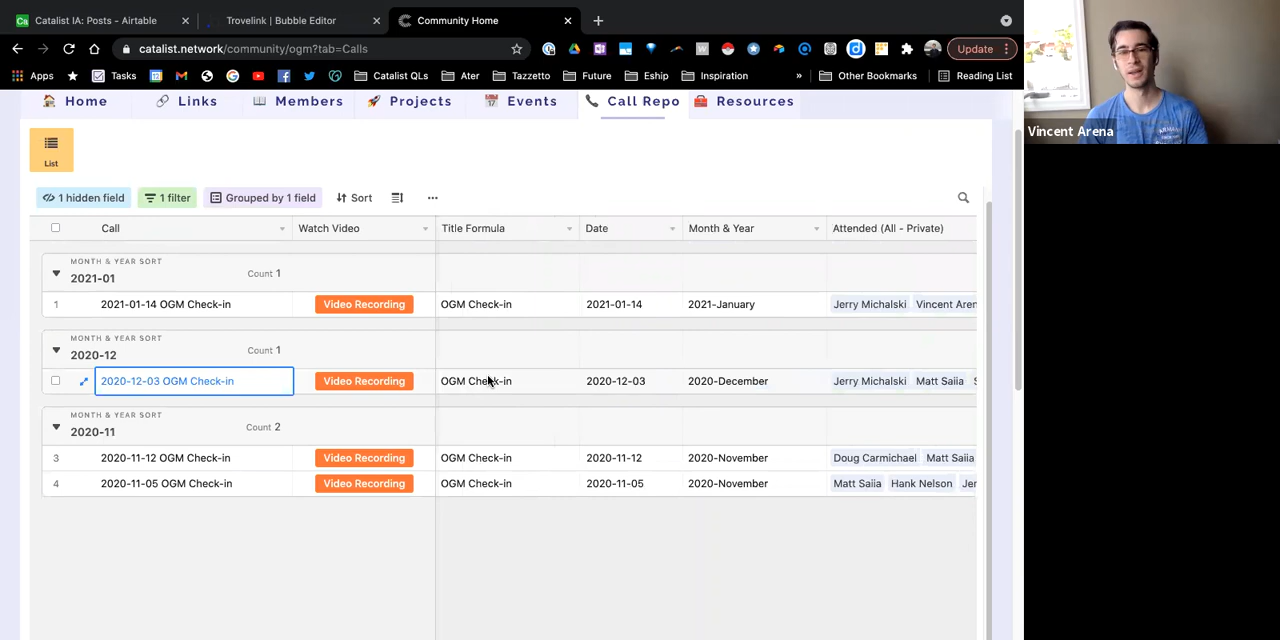 Catalist IA: Posts - Airtable
Trovelink | Bubble Editor
Community Home
catalist.network/community/ogm?tab=Calls
Update
Apps
Tasks
Catalist QLs
Ater
Tazzetto
Future
Eship
Inspiration
»
Other Bookmarks
Reading List
Home
Links
Members
Projects
Events
Call Repo
Resources
Vincent Arena
List
1 hidden field
1 filter
Grouped by 1 field
Sort
Call
Watch Video
Title Formula
Date
Month & Year
Attended (All - Private)
MONTH & YEAR SORT
2021-01
Count 1
1
2021-01-14 OGM Check-in
Video Recording
OGM Check-in
2021-01-14
2021-January
Jerry Michalski
Vincent Aren
MONTH & YEAR SORT
2020-12
Count 1
2020-12-03 OGM Check-in
Video Recording
OGM Check-in
2020-12-03
2020-December
Jerry Michalski
Matt Saiia
S
MONTH & YEAR SORT
2020-11
Count 2
3
2020-11-12 OGM Check-in
Video Recording
OGM Check-in
2020-11-12
2020-November
Doug Carmichael
Matt Saiia
4
2020-11-05 OGM Check-in
Video Recording
OGM Check-in
2020-11-05
2020-November
Matt Saiia
Hank Nelson
Jer